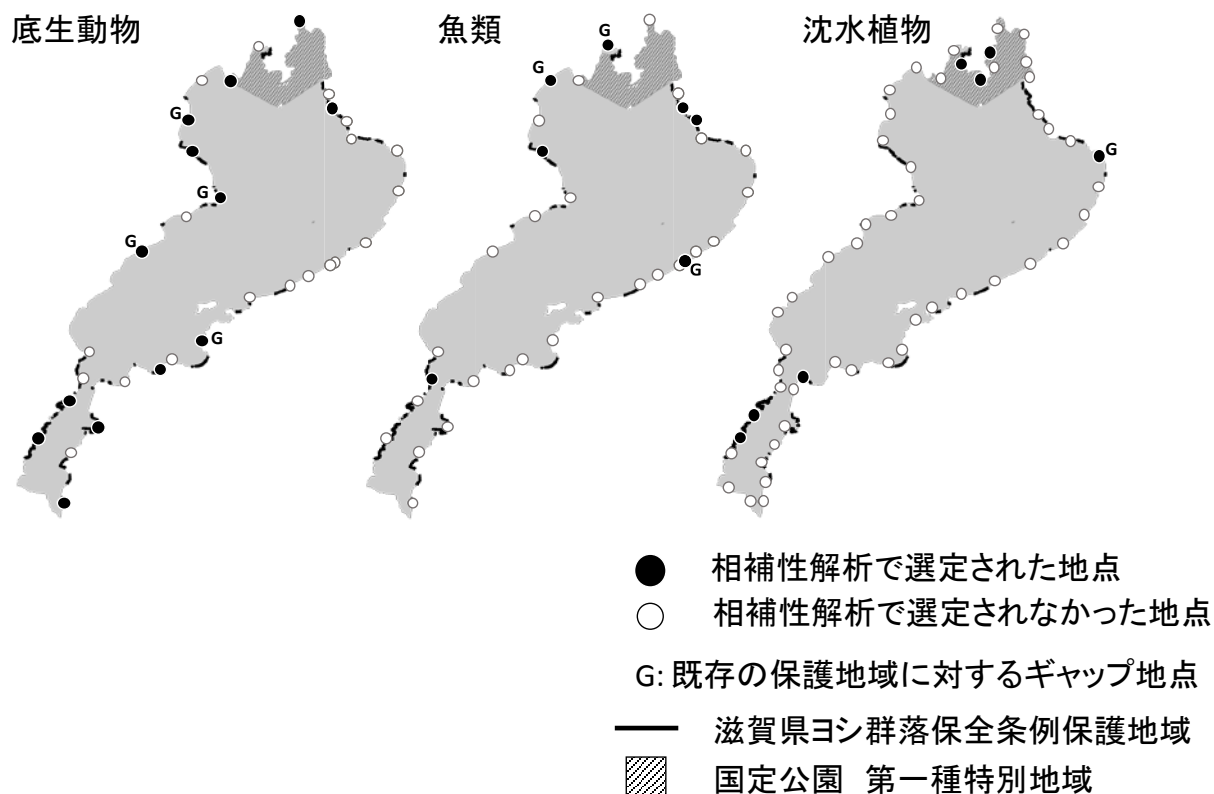 底生動物
魚類
沈水植物
G
G
G
G
G
G
G
G
相補性解析で選定された地点
相補性解析で選定されなかった地点
G: 既存の保護地域に対するギャップ地点
滋賀県ヨシ群落保全条例保護地域
国定公園 第一種特別地域